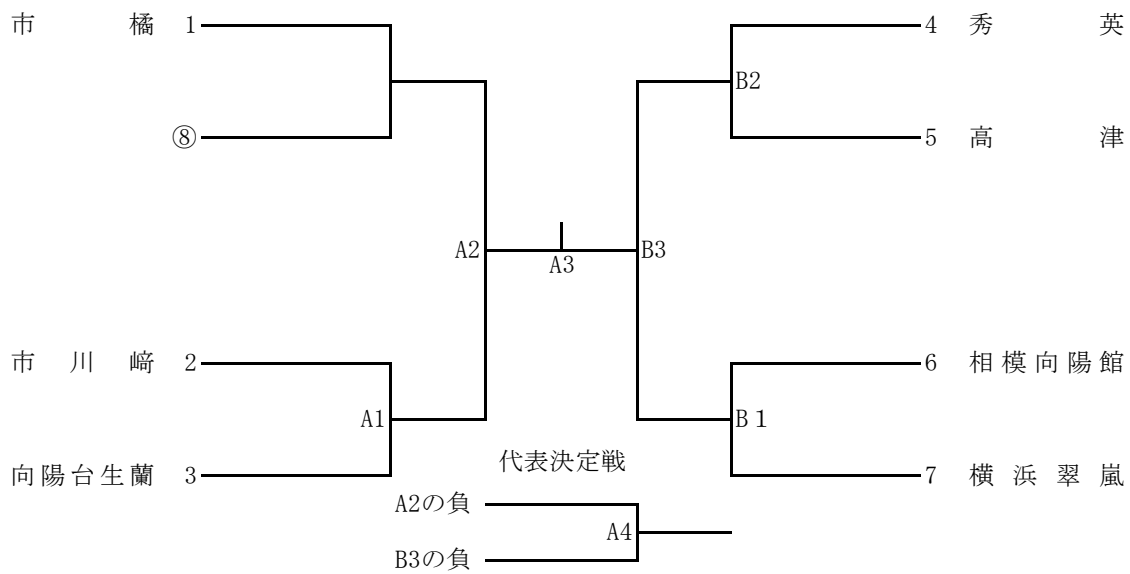 市橘 1
4 秀英
B2
⑧
5 高津
A2
A3
B3
市川﨑 2
6 相模向陽館
A1
B１
代表決定戦
向陽台生蘭 3
7 横浜翠嵐
A2の負
A4
B3の負